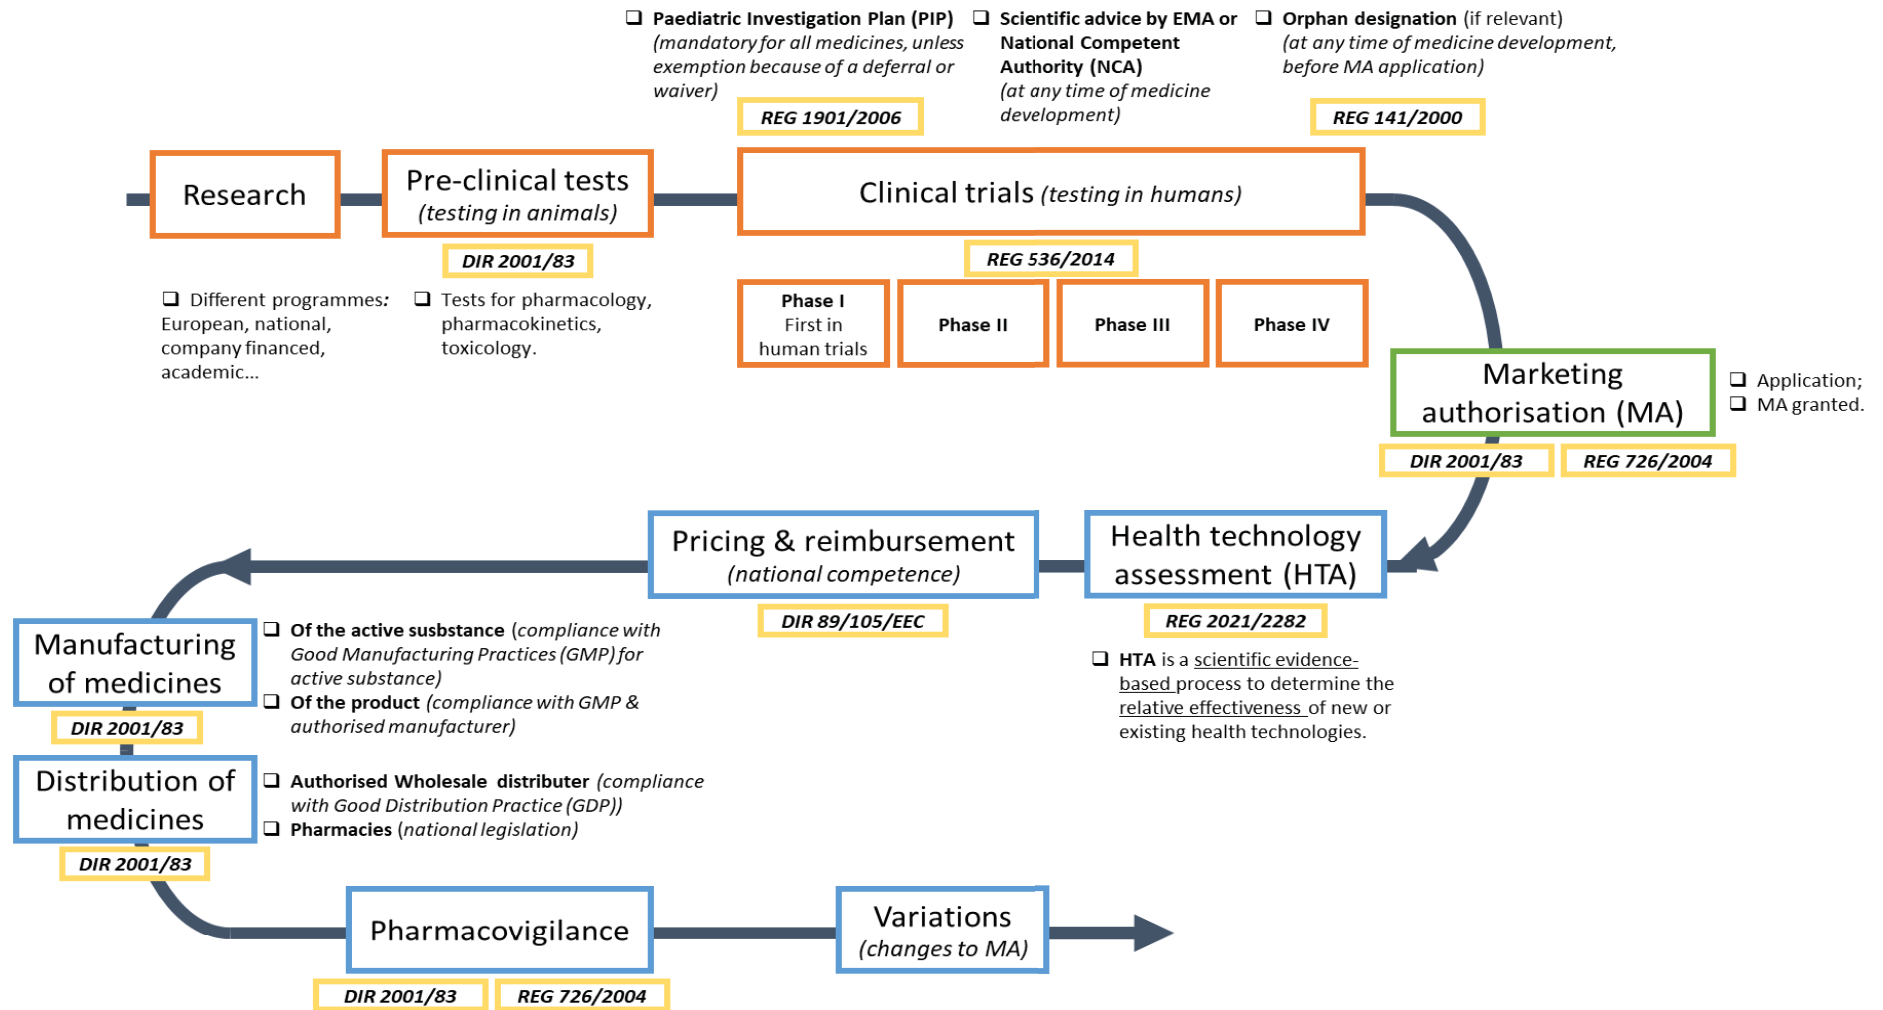 ❑ Paediatric Investigation Plan (PIP)
(mandatory for all medicines, unless
exemption because of a deferral or
waiver)
REG 1901/2006
❑ Scientific advice by EMA or
National Competent
Authority (NCA)
(at any time of medicine
development)
❑ Orphan designation (if relevant)
(at any time of medicine development,
before MA application)
REG 141/2000
Research
❑ Different programmes:
European, national,
company financed,
academic...
Pre-clinical tests
(testing in animals)
DIR 2001/83
❑ Tests for pharmacology,
pharmacokinetics,
toxicology.
Clinical trials (testing in humans)
REG 536/2014
Phase I
First in
human trials
Phase II
Phase III
Phase IV
Marketing
authorisation (MA)
❑ Application;
❑ MA granted.
DIR 2001/83
REG 726/2004
Health technology
assessment (HTA)
REG 2021/2282
❑ HTA is a scientific evidence-
based process to determine the
relative effectiveness of new or
existing health technologies.
Pricing & reimbursement
(national competence)
DIR 89/105/EEC
Manufacturing
of medicines
DIR 2001/83
❑ Of the active susbstance (compliance with
Good Manufacturing Practices (GMP) for
active substance)
❑ Of the product (compliance with GMP &
authorised manufacturer)
Distribution of
medicines
DIR 2001/83
❑ Authorised Wholesale distributer (compliance
with Good Distribution Practice (GDP))
❑ Pharmacies (national legislation)
Pharmacovigilance
DIR 2001/83
REG 726/2004
Variations
(changes to MA)